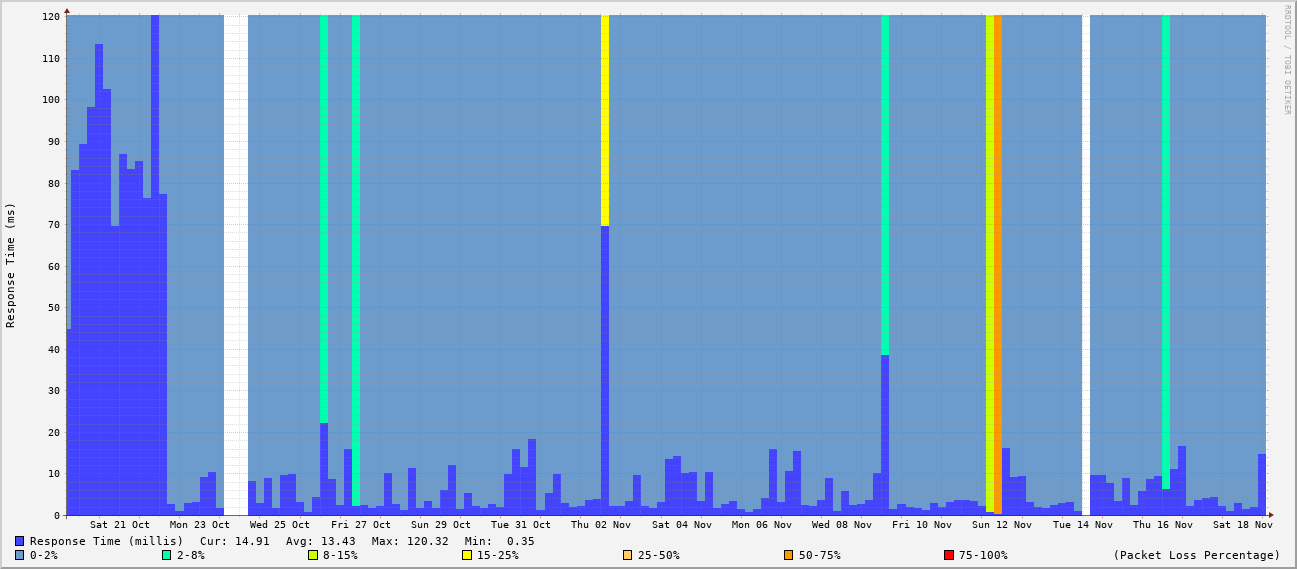 RRDTOOL / TOBI OETIKER
Response Time (ms)
120
110
100
90
80
70
60
50
40
30
20
10
0
Sat 21 Oct Mon 23 Oct Wed 25 Oct Fri 27 Oct Sun 29 Oct Tue 31 Oct Thu 02 Nov Sat 04 Nov Mon 06 Nov Wed 08 Nov Fri 10 Nov Sun 12 Nov Tue 14 Nov Thu 16 Nov Sat 18 Nov
Response Time (millis) Cur: 14.91 Avg: 13.43 Max: 120.32 Min: 0.35
0-2% 2-8% 8-15% 15-25% 25-50% 50-75% 75-100% (Packet Loss Percentage)